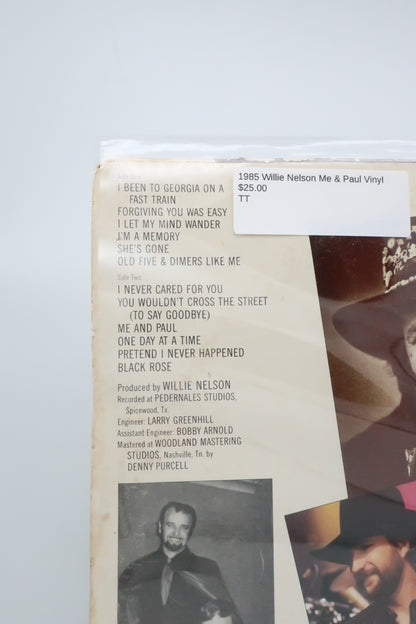 1985 Willie Nelson Me & Paul Vinyl
$25.00
TT
Side One
I BEEN TO GEORGIA ON A
FAST TRAIN
FORGIVING YOU WAS EASY
I LET MY MIND WANDER
I'M A MEMORY
SHE'S GONE
OLD FIVE & DIMERS LIKE ME
Side Two
I NEVER CARED FOR YOU
YOU WOULDN'T CROSS THE STREET
(TO SAY GOODBYE)
ME AND PAUL
ONE DAY AT A TIME
PRETEND I NEVER HAPPENED
BLACK ROSE
Produced by WILLIE NELSON
Recorded at PEDERNALES STUDIOS,
Spicewood, Tx.
Engineer: LARRY GREENHILL
Assistant Engineer: BOBBY ARNOLD
Mastered at WOODLAND MASTERING
STUDIOS, Nashville, Tn. by
DENNY PURCELL